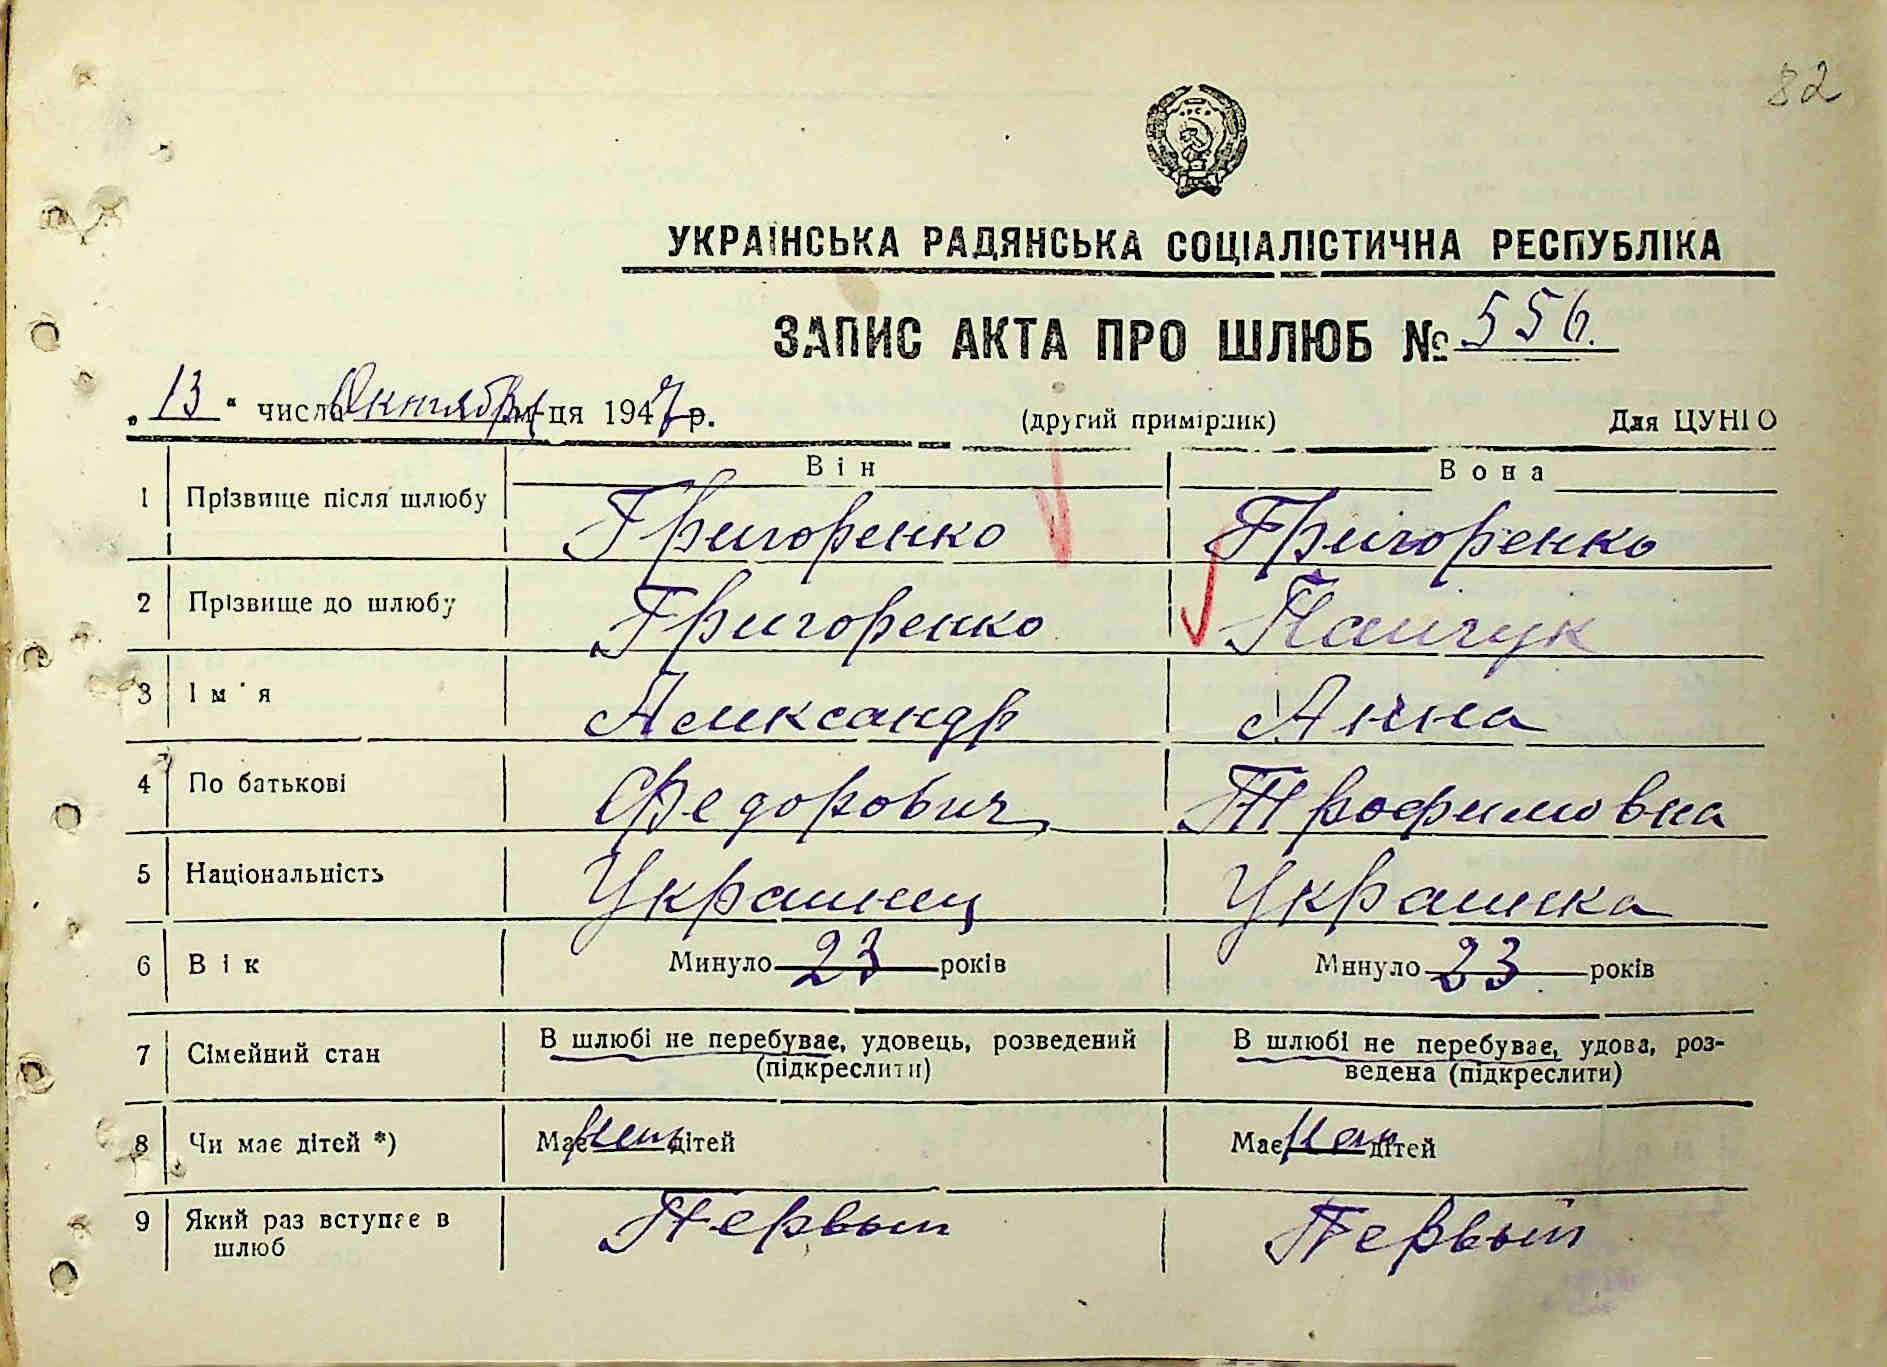 82
УКРАЇНСЬКА РАДЯНСЬКА СОЦІАЛІСТИЧНА РЕСПУБЛІКА
ЗАПИС АКТА ПРО ШЛЮБ № 556.
„13“ числа Октября м-ця 1947 р. (другий примірник) Для ЦУНГО
Він Вона
1 Прізвище після шлюбу Григоренко Григоренко
2 Прізвище до шлюбу Григоренко
3 Ім'я Александр Анна
4 По батькові Федорович Трофимовна
5 Національність Украинец Украинка
6 Вік Минуло 23 років Минуло 23 років
7 Сімейний стан В шлюбі не перебуває, удовець, розведений В шлюбі не перебуває, удова, роз-
(підкреслити) ведена (підкреслити)
8 Чи має дітей *) Має нет дітей Має нет дітей
9 Який раз вступає в Первый Первый
шлюб